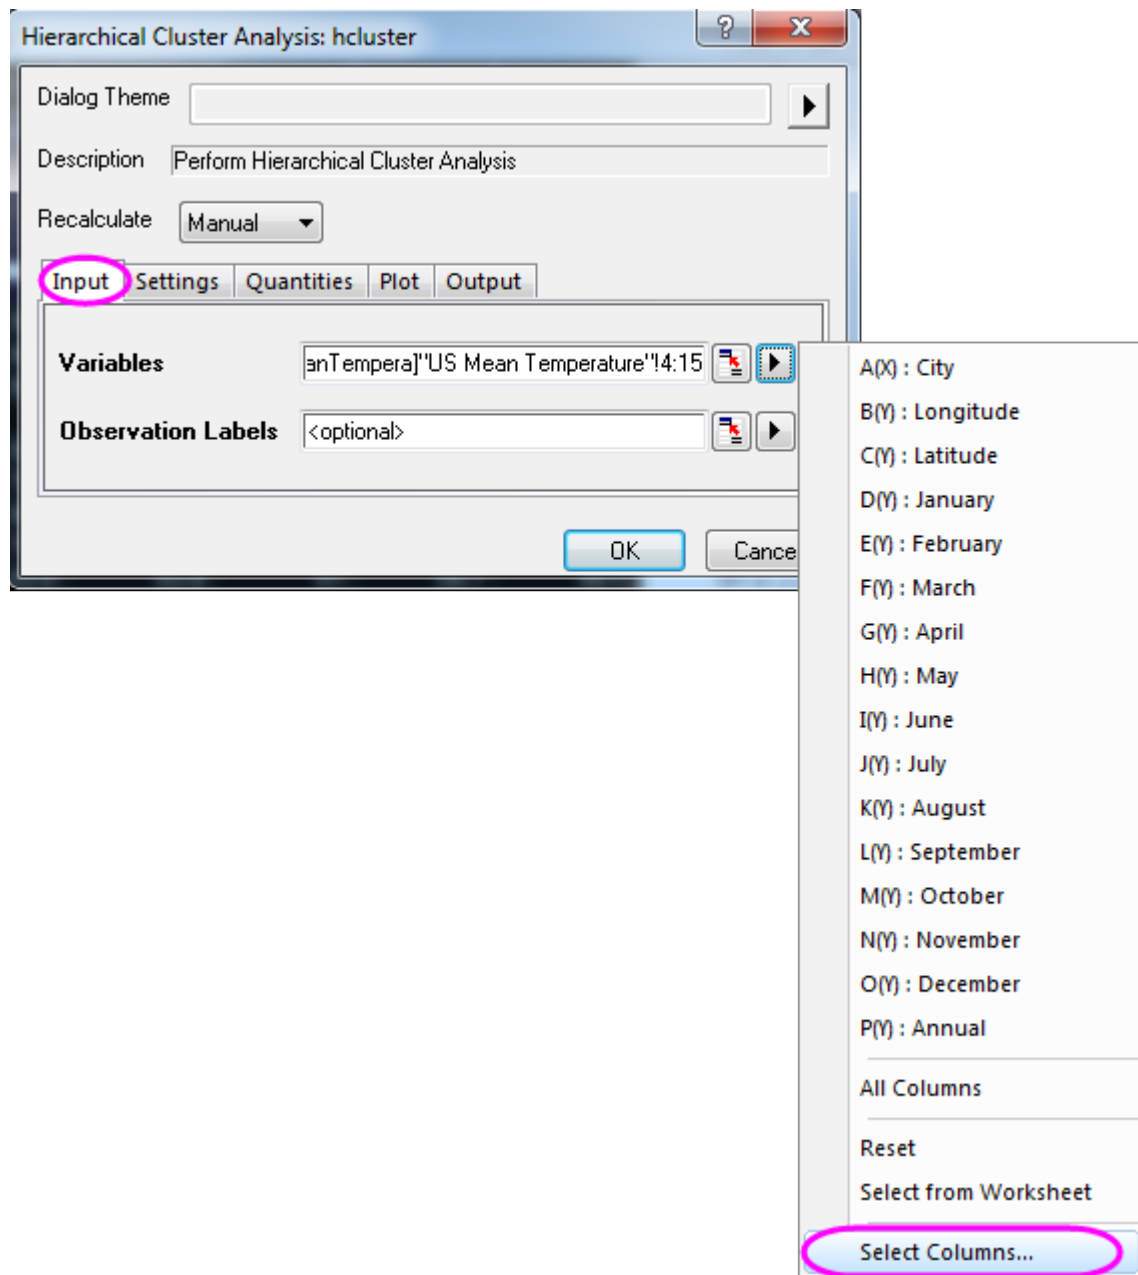 Hierarchical Cluster Analysis: hcluster
Dialog Theme
Description Perform Hierarchical Cluster Analysis
Recalculate Manual
Input Settings Quantities Plot Output
Variables anTempera]"US Mean Temperature"!4:15
Observation Labels <optional>
OK Cance
A(X) : City
B(Y) : Longitude
C(Y) : Latitude
D(Y) : January
E(Y) : February
F(Y) : March
G(Y) : April
H(Y) : May
I(Y) : June
J(Y) : July
K(Y) : August
L(Y) : September
M(Y) : October
N(Y) : November
O(Y) : December
P(Y) : Annual
All Columns
Reset
Select from Worksheet
Select Columns...